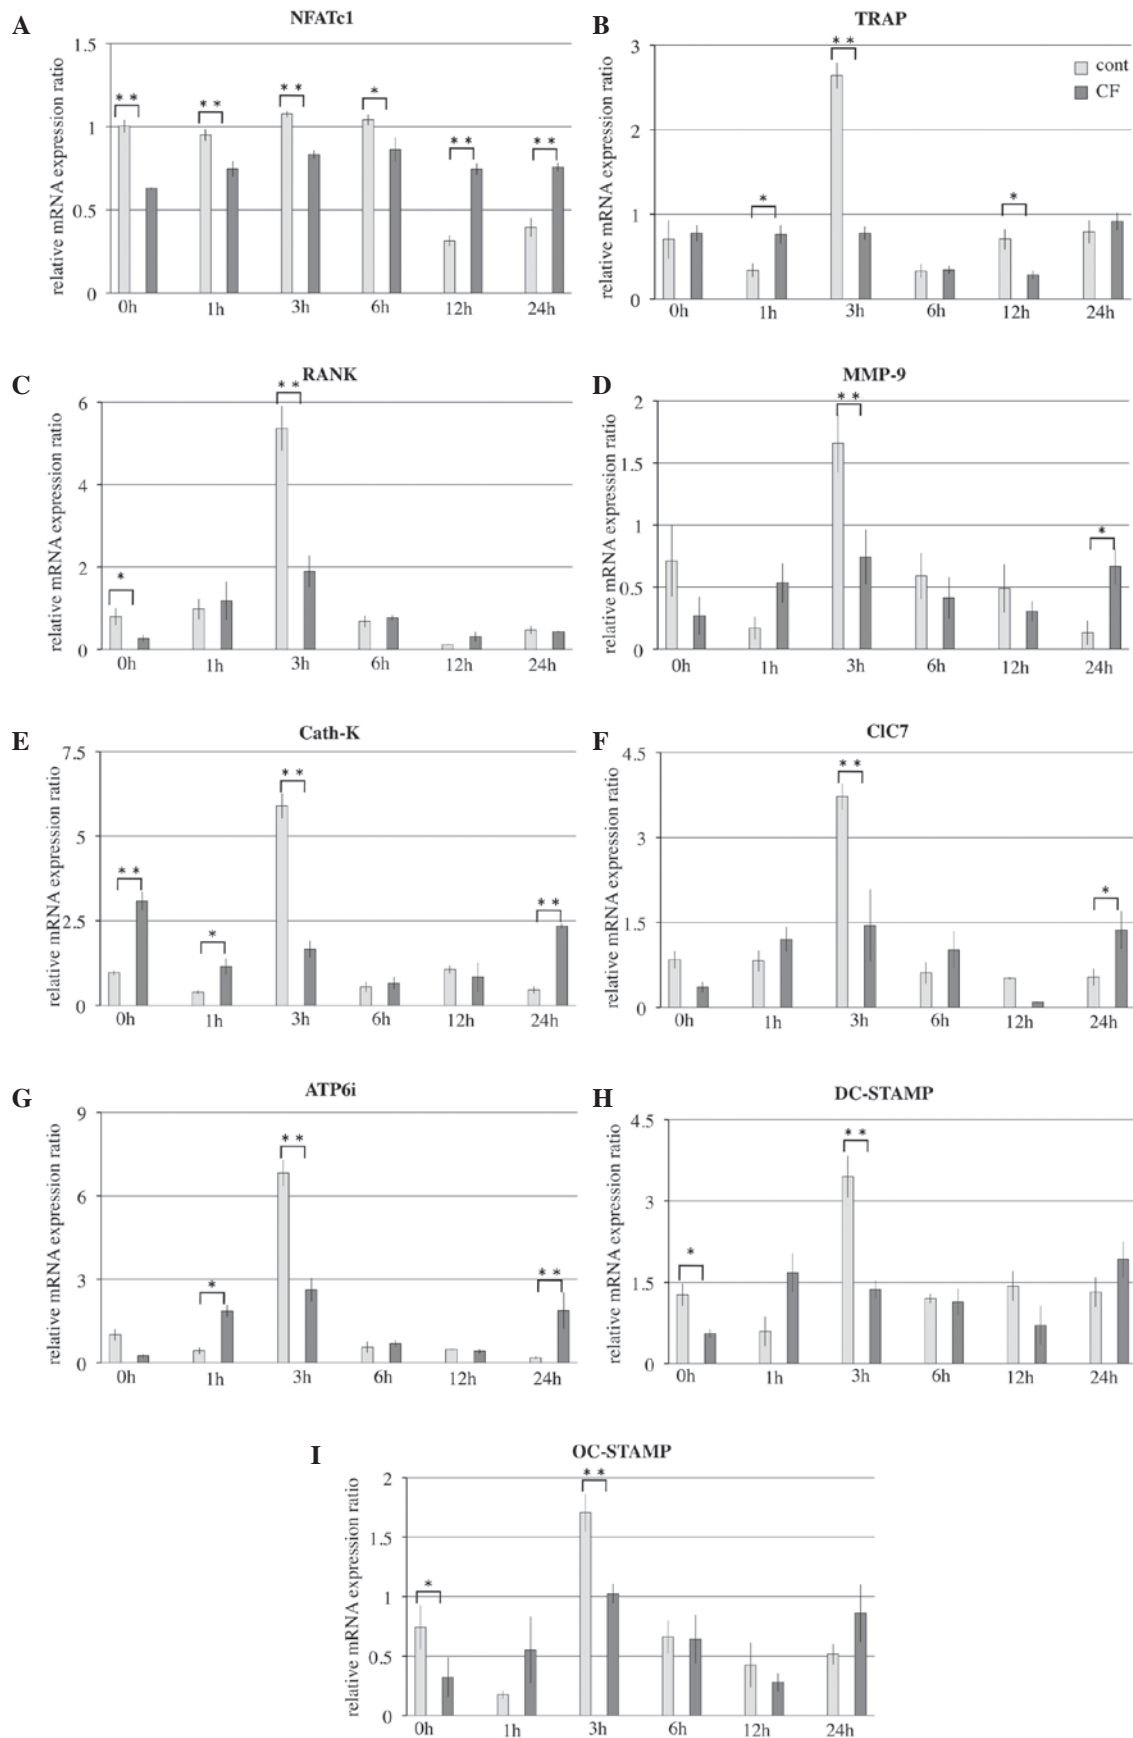 A
NFATc1
relative mRNA expression ratio
1.5
1
0.5
0
** ** ** * ** **
0h 1h 3h 6h 12h 24h
B
TRAP
relative mRNA expression ratio
3
2
1
0
* ** *
cont
CF
0h 1h 3h 6h 12h 24h
C
RANK
relative mRNA expression ratio
6
4
2
0
* **
0h 1h 3h 6h 12h 24h
D
MMP-9
relative mRNA expression ratio
2
1.5
1
0.5
0
** *
0h 1h 3h 6h 12h 24h
E
Cath-K
relative mRNA expression ratio
7.5
5
2.5
0
** * ** **
0h 1h 3h 6h 12h 24h
F
ClC7
relative mRNA expression ratio
4.5
3
1.5
0
** *
0h 1h 3h 6h 12h 24h
G
ATP6i
relative mRNA expression ratio
9
6
3
0
* ** **
0h 1h 3h 6h 12h 24h
H
DC-STAMP
relative mRNA expression ratio
4.5
3
1.5
0
* **
0h 1h 3h 6h 12h 24h
I
OC-STAMP
relative mRNA expression ratio
2
1.5
1
0.5
0
* **
0h 1h 3h 6h 12h 24h